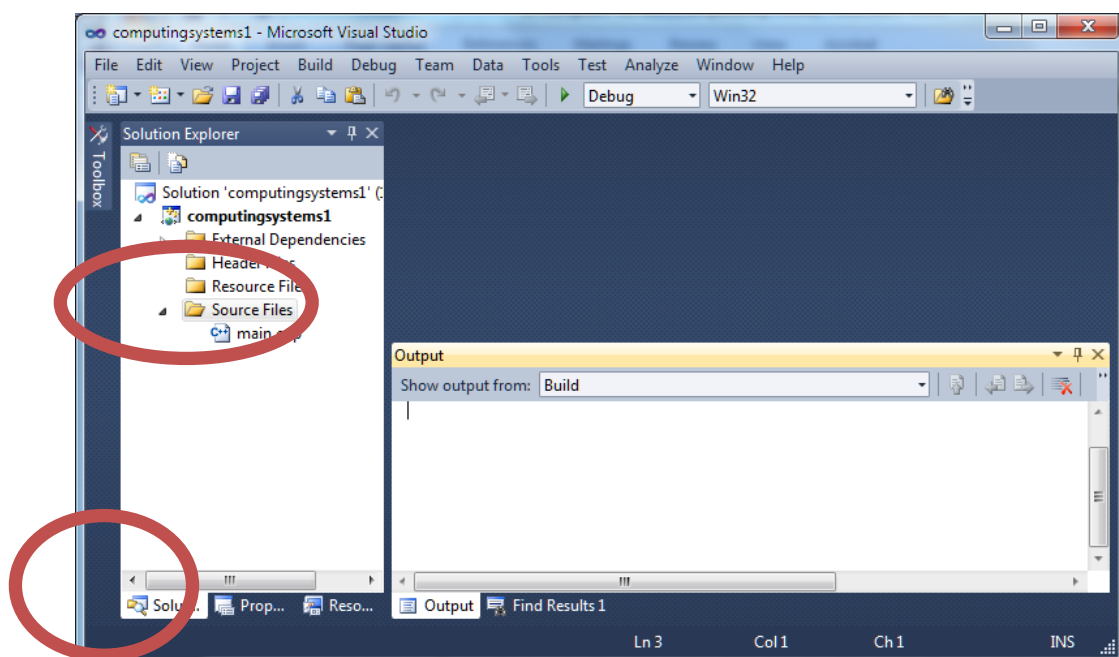 computingsystems1 - Microsoft Visual Studio
File Edit View Project Build Debug Team Data Tools Test Analyze Window Help
Debug Win32
Toolbox
Solution Explorer
Solution 'computingsystems1' (
computingsystems1
External Dependencies
Header
Resource
Source Files
Output
Show output from: Build
Prop... Reso...
Output Find Results 1
Ln 3 Col 1 Ch 1 INS